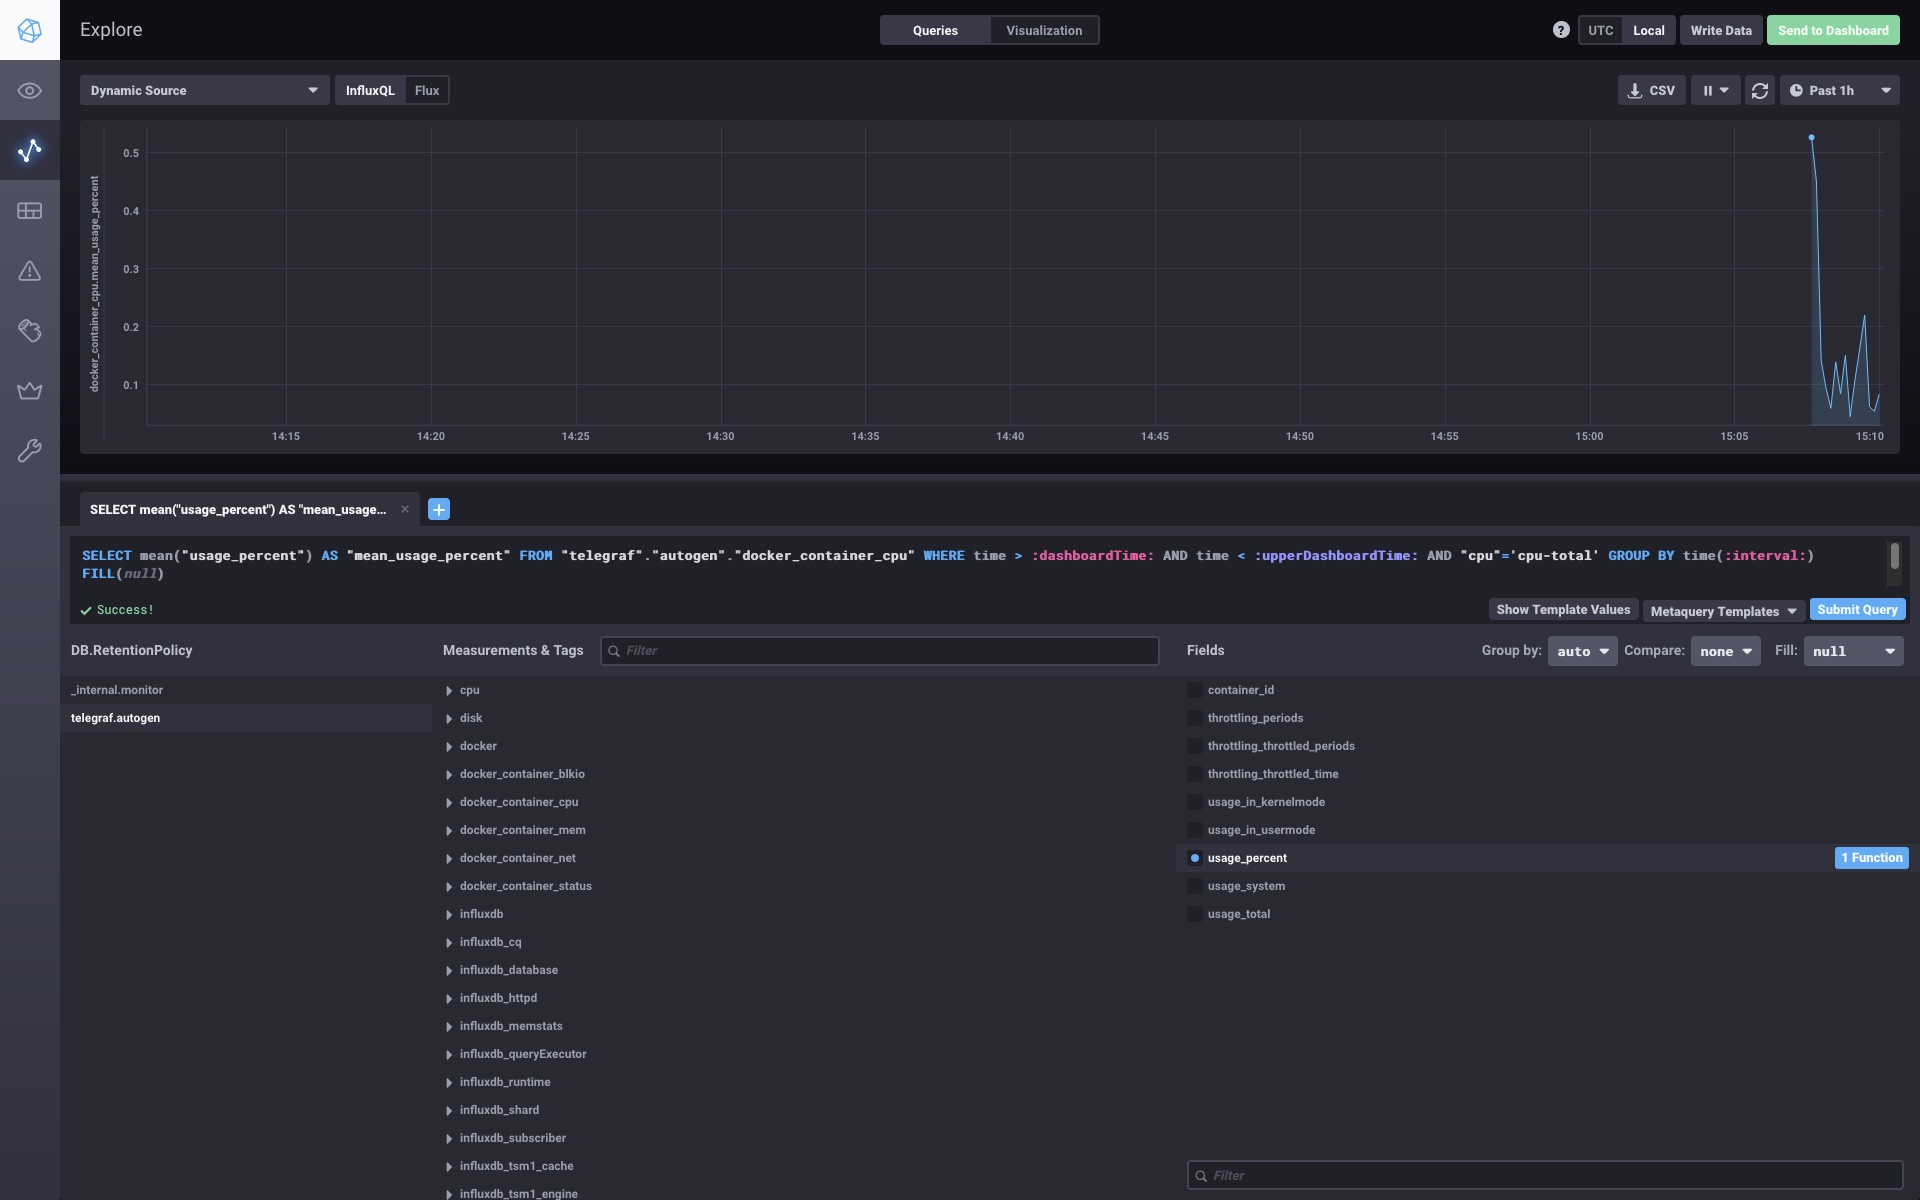 Explore
Queries
Visualization
?
UTC
Local
Write Data
Send to Dashboard
Dynamic Source
InfluxQL
Flux
CSV
Past 1h
docker_container_cpu.mean_usage_percent
0.5
0.4
0.3
0.2
0.1
14:15
14:20
14:25
14:30
14:35
14:40
14:45
14:50
14:55
15:00
15:05
15:10
SELECT mean("usage_percent") AS "mean_usage...
SELECT mean("usage_percent") AS "mean_usage_percent" FROM "telegraf"."autogen"."docker_container_cpu" WHERE time > :dashboardTime: AND time < :upperDashboardTime: AND "cpu"='cpu-total' GROUP BY time(:interval:)
FILL(null)
Success!
Show Template Values
Metaquery Templates
Submit Query
DB.RetentionPolicy
_internal.monitor
telegraf.autogen
Measurements & Tags
Filter
cpu
disk
docker
docker_container_blkio
docker_container_cpu
docker_container_mem
docker_container_net
docker_container_status
influxdb
influxdb_cq
influxdb_database
influxdb_httpd
influxdb_memstats
influxdb_queryExecutor
influxdb_runtime
influxdb_shard
influxdb_subscriber
influxdb_tsm1_cache
influxdb_tsm1_engine
Fields
Group by:
auto
Compare:
none
Fill:
null
container_id
throttling_periods
throttling_throttled_periods
throttling_throttled_time
usage_in_kernelmode
usage_in_usermode
usage_percent
1 Function
usage_system
usage_total
Filter